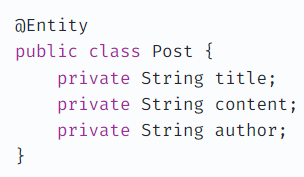 @Entity
public class Post {
    private String title;
    private String content;
    private String author;
}